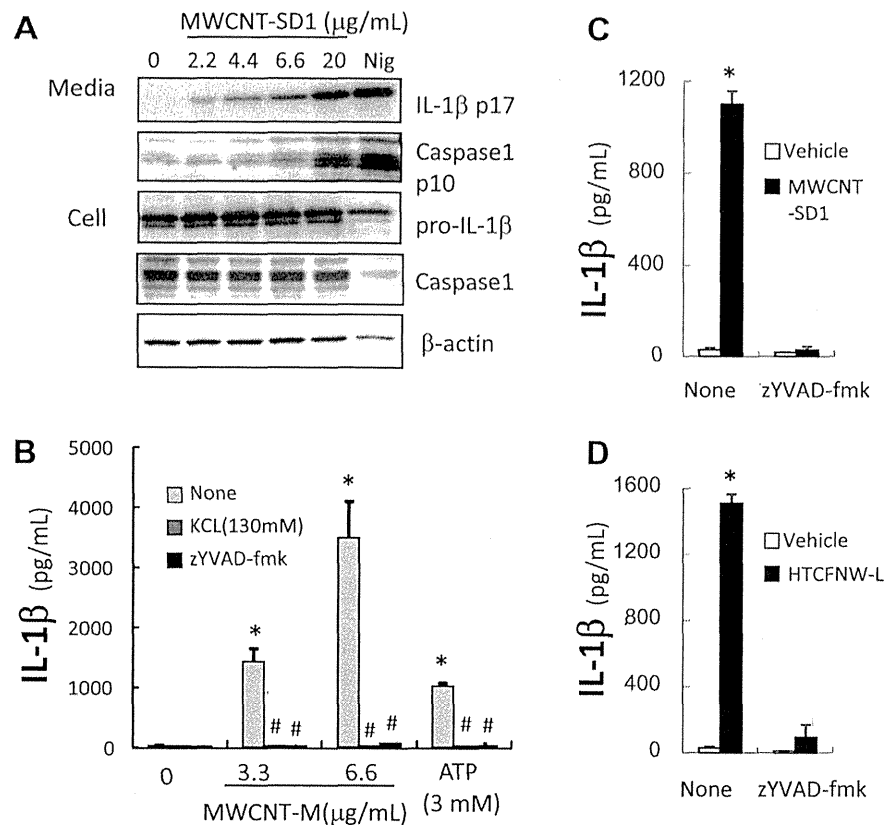 A
MWCNT-SD1 (μg/mL)
0 2.2 4.4 6.6 20 Nig
Media
IL-1β p17
Caspase1
p10
Cell
pro-IL-1β
Caspase1
β-actin
B
IL-1β (pg/mL)
5000
4000
3000
2000
1000
0
None
KCL(130mM)
zYVAD-fmk
*
# #
*
# #
*
# #
0 3.3 6.6 ATP
MWCNT-M(μg/mL) (3 mM)
C
IL-1β (pg/mL)
1200
800
400
0
*
Vehicle
MWCNT
-SD1
None zYVAD-fmk
D
IL-1β (pg/mL)
1600
1200
800
400
0
*
Vehicle
HTCFNW-L
None zYVAD-fmk